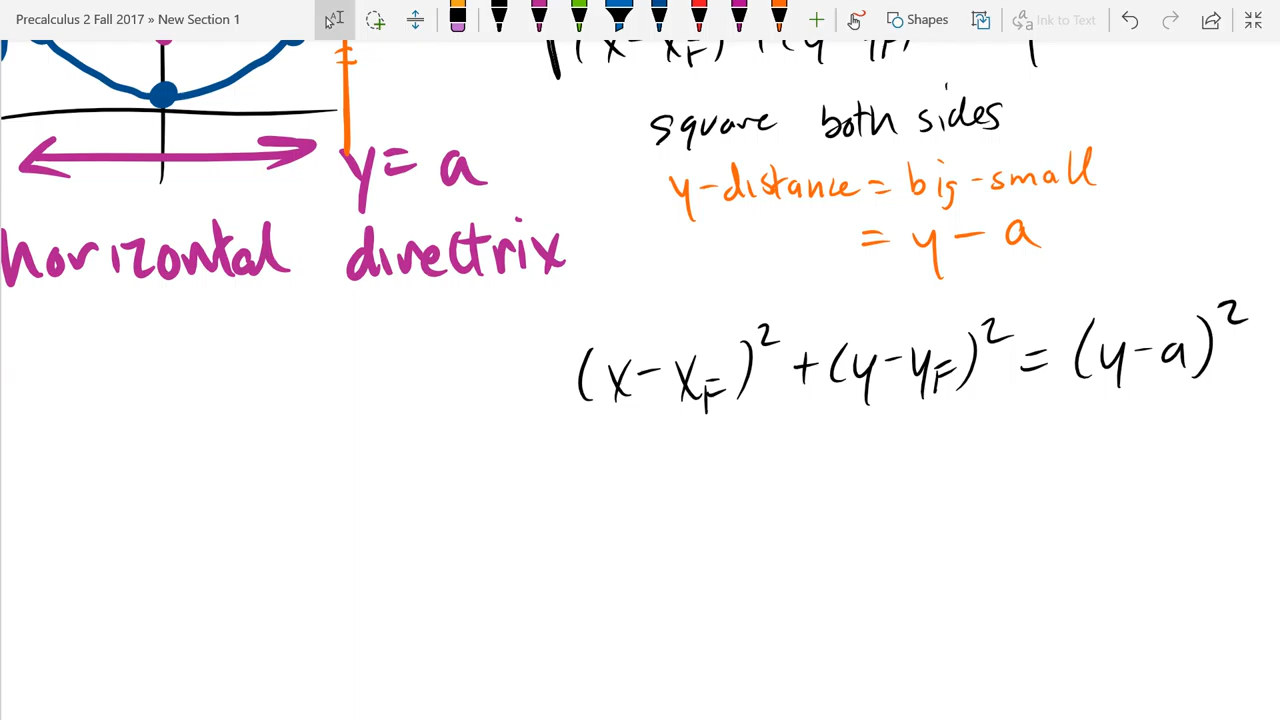 Precalculus 2 Fall 2017 » New Section 1
Shapes
Ink to Text
square both sides
y-distance = big-small
= y - a
y = a
horizontal directrix
(x - x_F)² + (y - y_F)² = (y - a)²